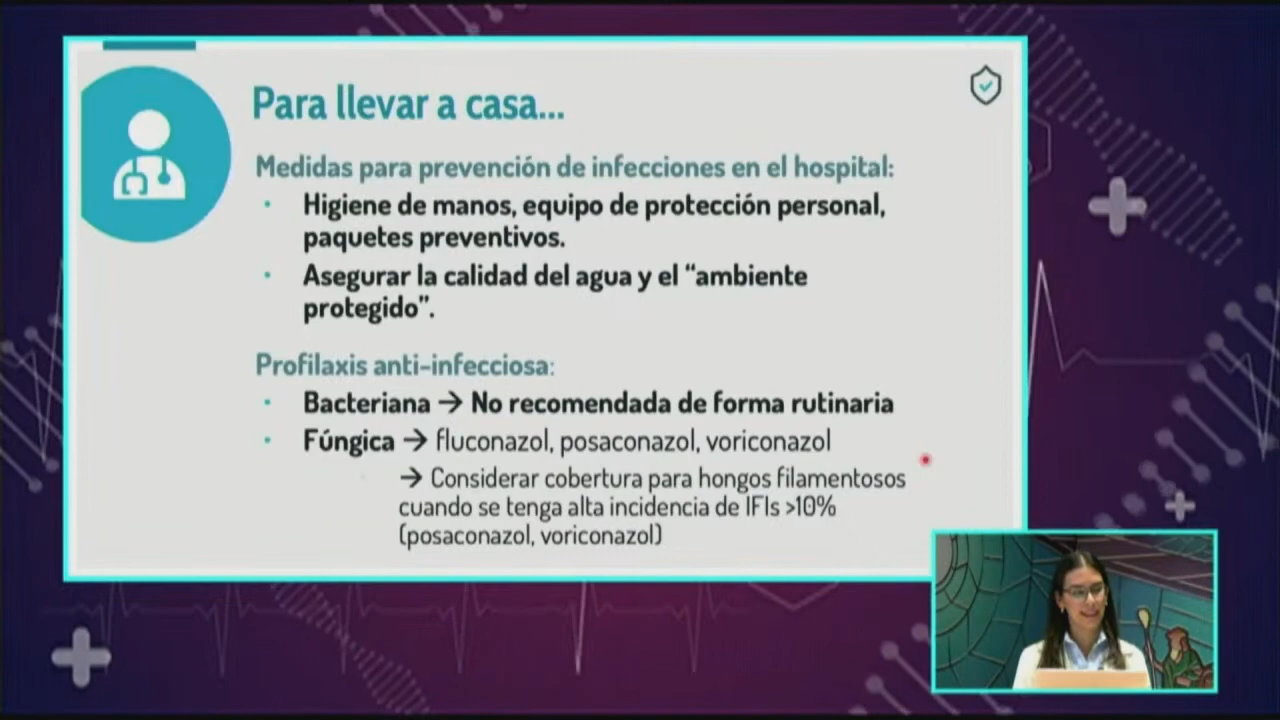 Para llevar a casa...
Medidas para prevención de infecciones en el hospital:
• Higiene de manos, equipo de protección personal,
paquetes preventivos.
• Asegurar la calidad del agua y el “ambiente
protegido”.
Profilaxis anti-infecciosa:
• Bacteriana → No recomendada de forma rutinaria
• Fúngica → fluconazol, posaconazol, voriconazol
→ Considerar cobertura para hongos filamentosos
cuando se tenga alta incidencia de IFIs >10%
(posaconazol, voriconazol)